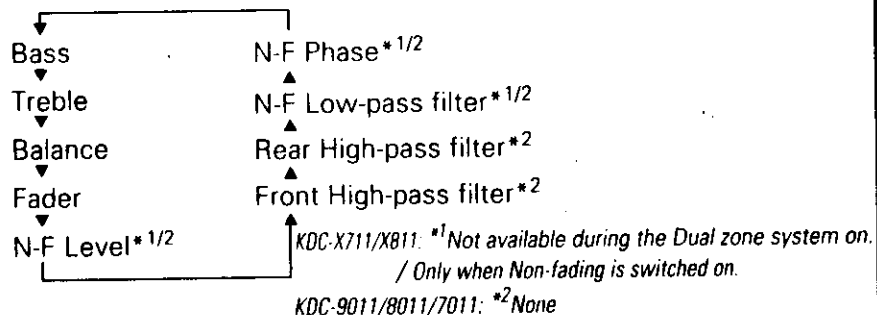 Bass
Treble
Balance
Fader
N-F Level*1/2
N-F Phase*1/2
N-F Low-pass filter*1/2
Rear High-pass filter*2
Front High-pass filter*2
KDC-X711/X811: *1Not available during the Dual zone system on.
/ Only when Non-fading is switched on.
KDC-9011/8011/7011: *2None